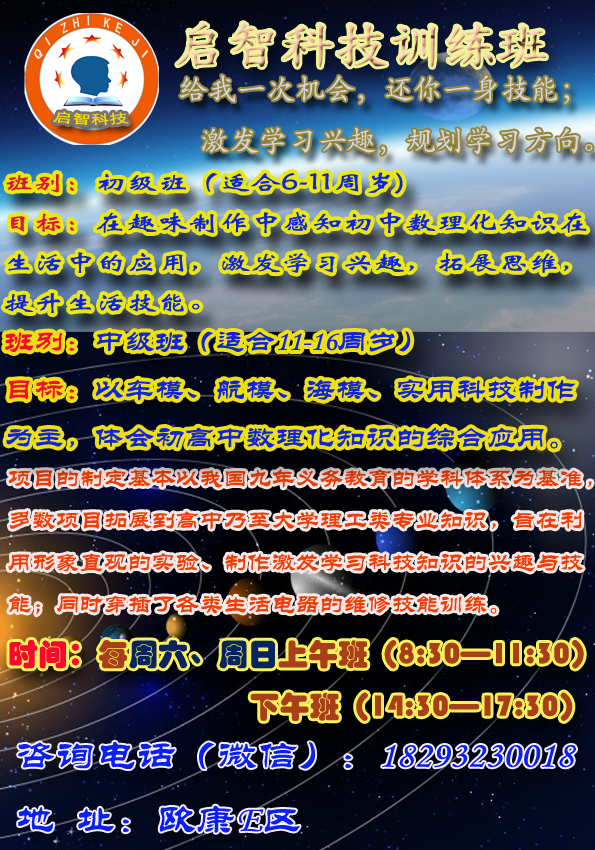 QI ZHI KE JI
启智科技
启智科技训练班
给我一次机会，还你一身技能；
激发学习兴趣，规划学习方向。
班别：初级班（适合6-11周岁)
目标：在趣味制作中感知初中数理化知识在
生活中的应用，激发学习兴趣，拓展思维，
提升生活技能。
班别：中级班（适合11-16周岁）
目标：以车模、航模、海模、实用科技制作
为主，体会初高中数理化知识的综合应用。
项目的制定基本以我国九年义务教育的学科体系为基准，
多数项目拓展到高中乃至大学理工类专业知识，旨在利
用形象直观的实验、制作激发学习科技知识的兴趣与技
能；同时穿插了各类生活电器的维修技能训练。
时间：每周六、周日上午班（8:30—11:30）
下午班（14:30—17:30）
咨询电话（微信）：18293230018
地 址：欧康E区